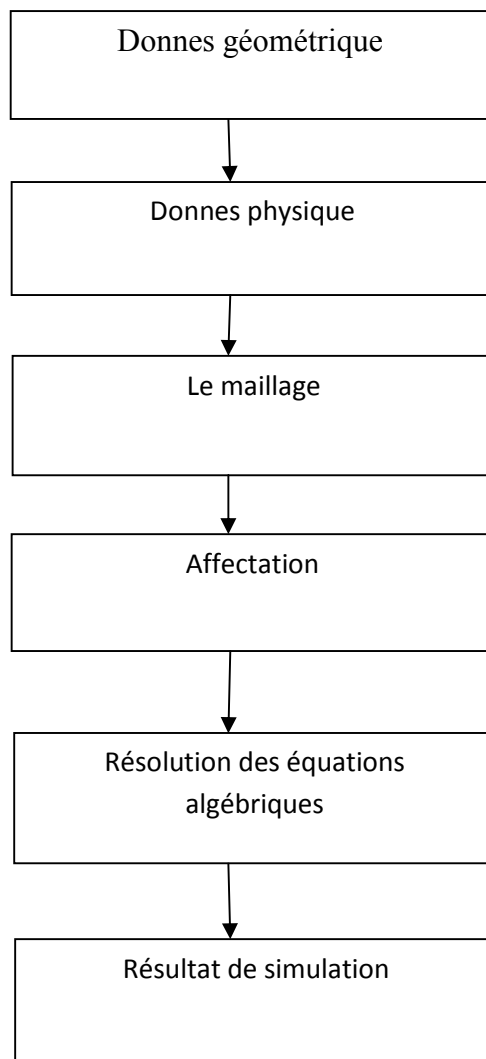 Donnes géométrique
Donnes physique
Le maillage
Affectation
Résolution des équations
algébriques
Résultat de simulation